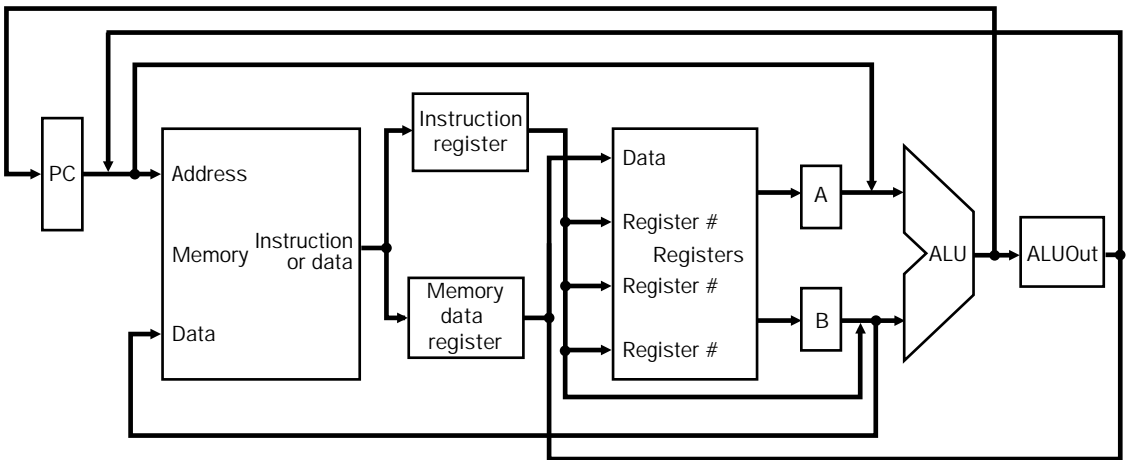 PC
Address
Memory
Instruction
or data
Data
Instruction
register
Memory
data
register
Data
Register #
Registers
Register #
Register #
A
B
ALU
ALUOut